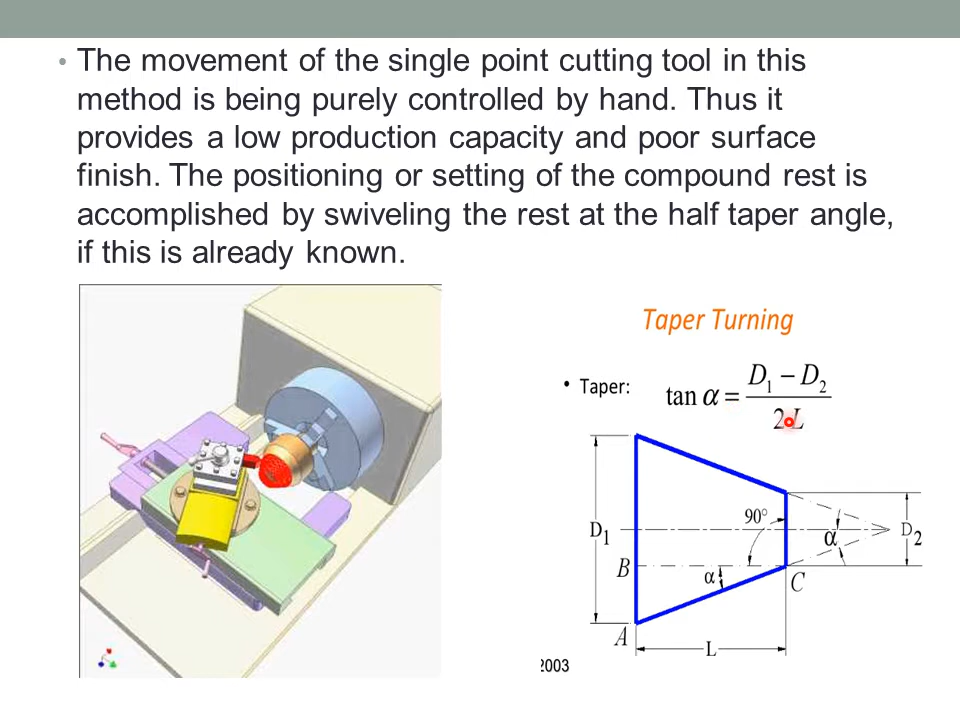 • The movement of the single point cutting tool in this
method is being purely controlled by hand. Thus it
provides a low production capacity and poor surface
finish. The positioning or setting of the compound rest is
accomplished by swiveling the rest at the half taper angle,
if this is already known.
Taper Turning
• Taper: tan α = (D₁ − D₂) / 2L
90°
D1
D2
α
B
α
C
A
L
2003